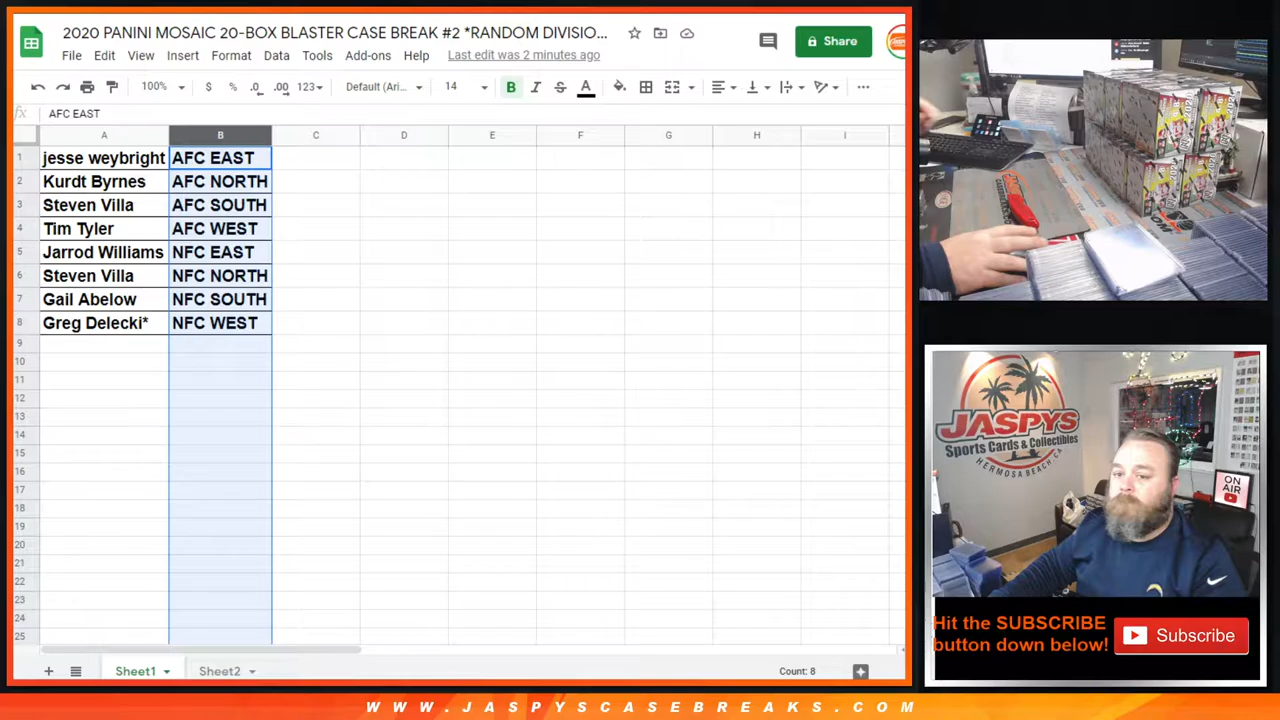 2020 PANINI MOSAIC 20-BOX BLASTER CASE BREAK #2 *RANDOM DIVISIO...
Share
File Edit View Insert Format Data Tools Add-ons Help Last edit was 2 minutes ago
100% $ % .0 .00 123 Default (Ari... 14 B I S A
fx AFC EAST
A B C D E F G H I
1 jesse weybright AFC EAST
2 Kurdt Byrnes AFC NORTH
3 Steven Villa AFC SOUTH
4 Tim Tyler AFC WEST
5 Jarrod Williams NFC EAST
6 Steven Villa NFC NORTH
7 Gail Abelow NFC SOUTH
8 Greg Delecki* NFC WEST
9
10
11
12
13
14
15
16
17
18
19
20
21
22
23
24
25
Sheet1 Sheet2 Count: 8
JASPYS
Sports Cards & Collectibles
HERMOSA BEACH, CA
ON AIR
Hit the SUBSCRIBE
button down below!
Subscribe
WWW.JASPYSCASEBREAKS.COM